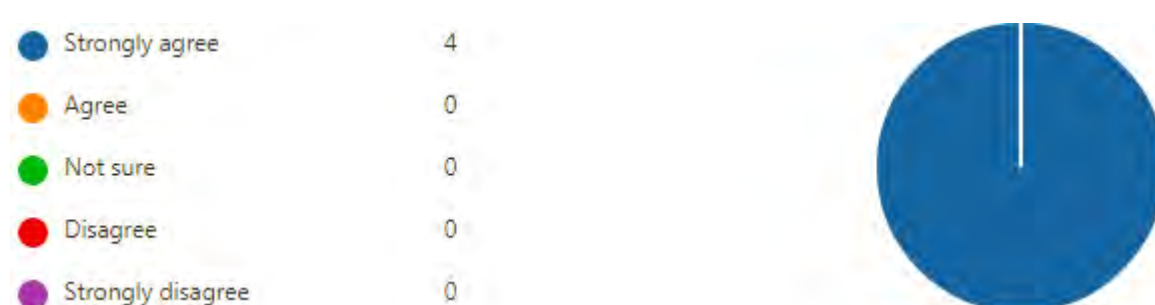 Strongly agree 4
Agree 0
Not sure 0
Disagree 0
Strongly disagree 0